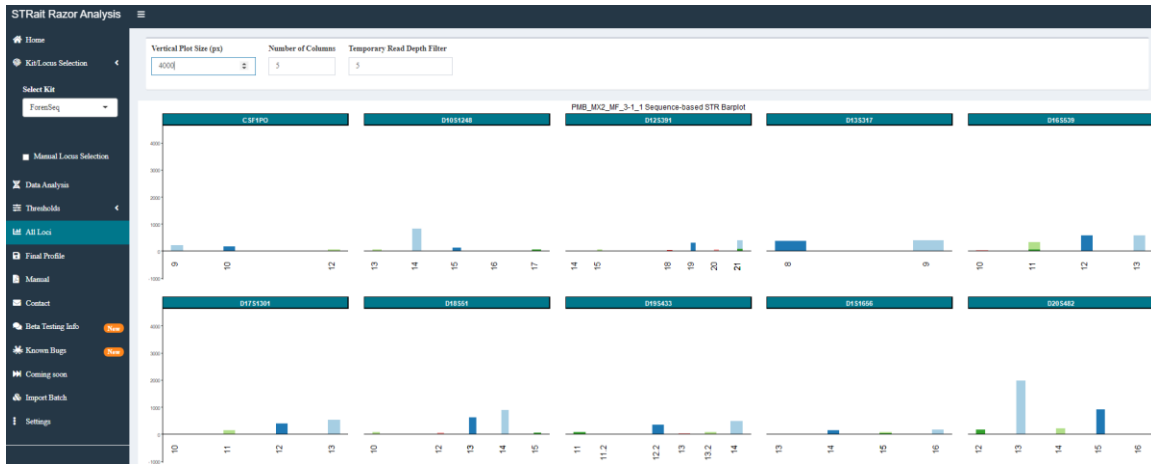 STRait Razor Analysis
Home
Kit/Locus Selection
Select Kit
ForenSeq
Manual Locus Selection
Data Analysis
Thresholds
All Loci
Final Profile
Manual
Contact
Beta Testing Info New
Known Bugs New
Coming soon
Import Batch
Settings
Vertical Plot Size (px) Number of Columns Temporary Read Depth Filter
4000 5 5
PMB_MX2_MF_3-1_1 Sequence-based STR Barplot
CSF1PO D10S1248 D12S391 D13S317 D16S539
4000
3000
2000
1000
0
-1000
9 10 12 13 14 15 16 17 14 15 18 19 20 21 8 9 10 11 12 13
D17S1301 D18S51 D19S433 D1S1656 D20S482
4000
3000
2000
1000
0
-1000
10 11 12 13 10 12 13 14 15 11 11.2 12.2 13 13.2 14 13 14 15 16 12 13 14 15 16